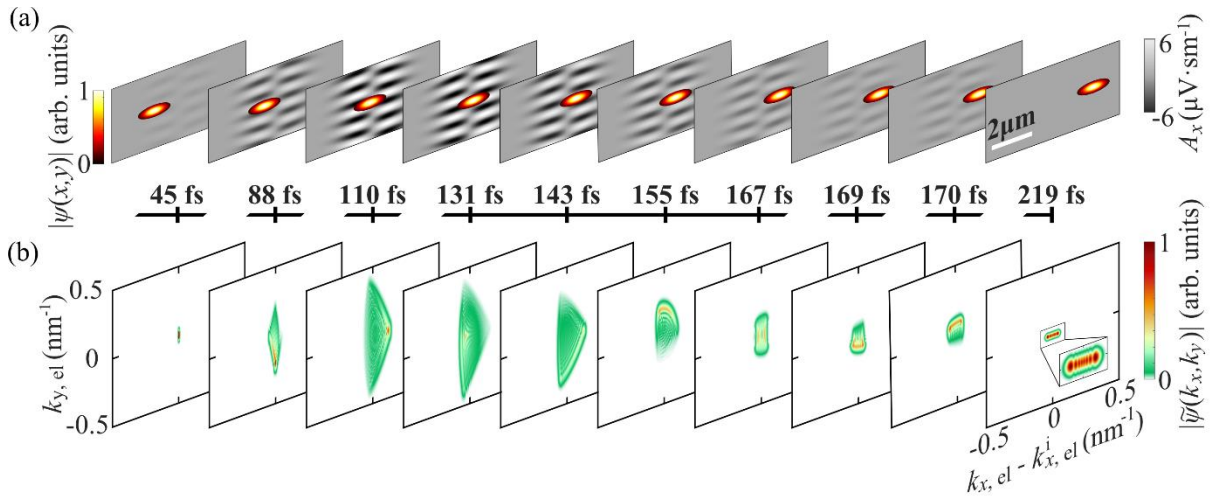 (a)
|ψ(x,y)| (arb. units)
1
0
6
-6
A_x (μV·sm⁻¹)
2μm
45 fs
88 fs
110 fs
131 fs
143 fs
155 fs
167 fs
169 fs
170 fs
219 fs
(b)
k_y, el (nm⁻¹)
0.5
0
-0.5
-0.5
0
0.5
k_x, el - k^i_x, el (nm⁻¹)
1
0
|ψ̃(k_x,k_y)| (arb. units)